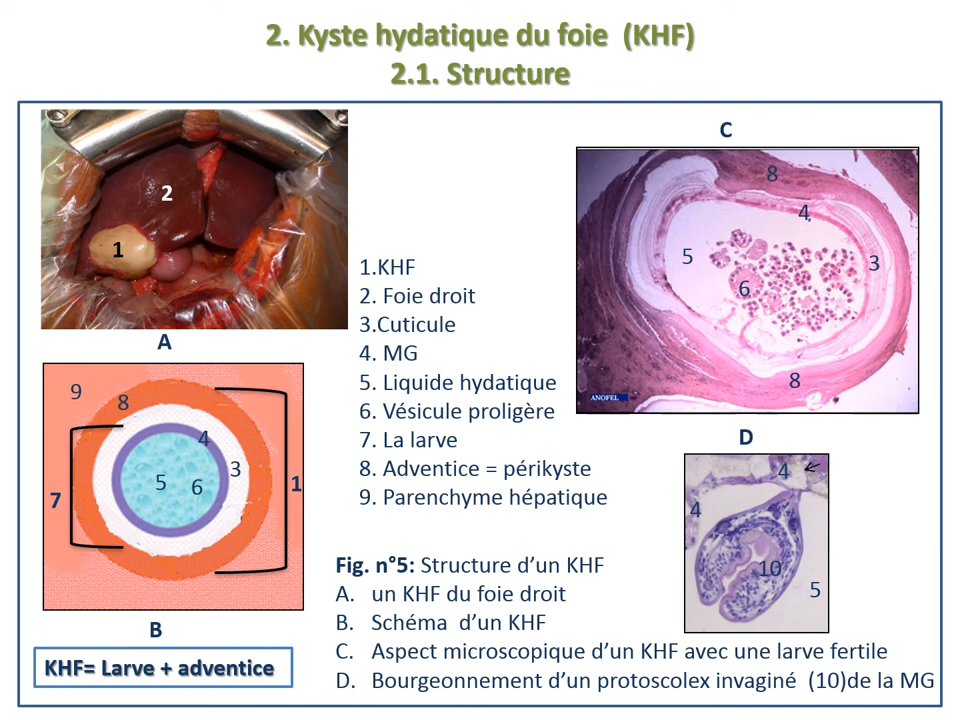 2. Kyste hydatique du foie (KHF)
2.1. Structure
2
1
A
C
8
4
5
3
6
8
ANOFEL
1.KHF
2. Foie droit
3.Cuticule
4. MG
5. Liquide hydatique
6. Vésicule proligère
7. La larve
8. Adventice = périkyste
9. Parenchyme hépatique
9
8
4
3
5
6
7
1
B
D
4
4
10
5
Fig. n°5: Structure d’un KHF
A. un KHF du foie droit
B. Schéma d’un KHF
C. Aspect microscopique d’un KHF avec une larve fertile
D. Bourgeonnement d’un protoscolex invaginé (10)de la MG
KHF= Larve + adventice